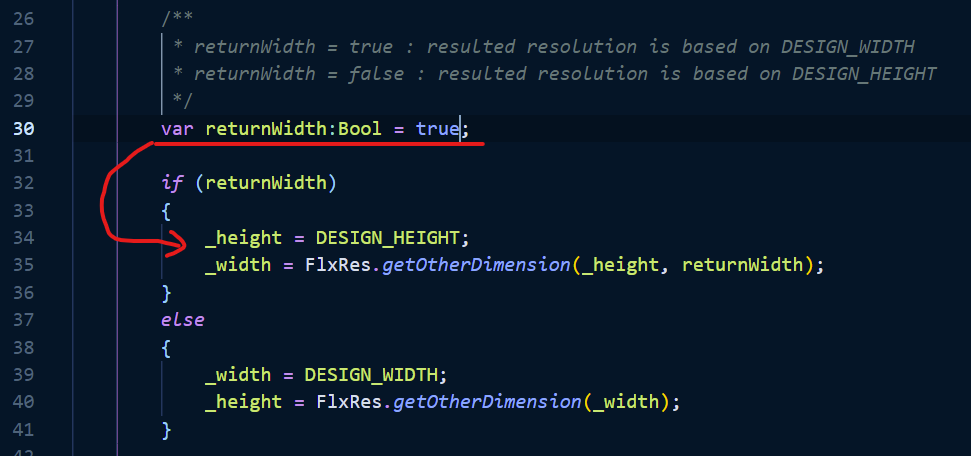 26 /**
27 * returnWidth = true : resulted resolution is based on DESIGN_WIDTH
28 * returnWidth = false : resulted resolution is based on DESIGN_HEIGHT
29 */
30 var returnWidth:Bool = true;
31
32 if (returnWidth)
33 {
34 _height = DESIGN_HEIGHT;
35 _width = FlxRes.getOtherDimension(_height, returnWidth);
36 }
37 else
38 {
39 _width = DESIGN_WIDTH;
40 _height = FlxRes.getOtherDimension(_width);
41 }